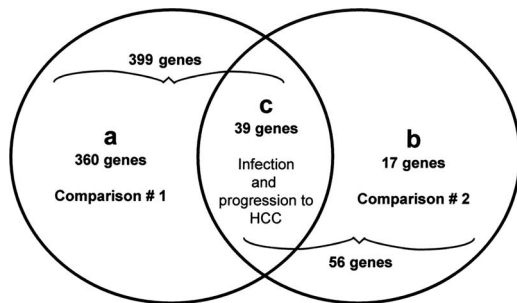 399 genes
a
360 genes
Comparison # 1
c
39 genes
Infection
and
progression to
HCC
b
17 genes
Comparison # 2
56 genes